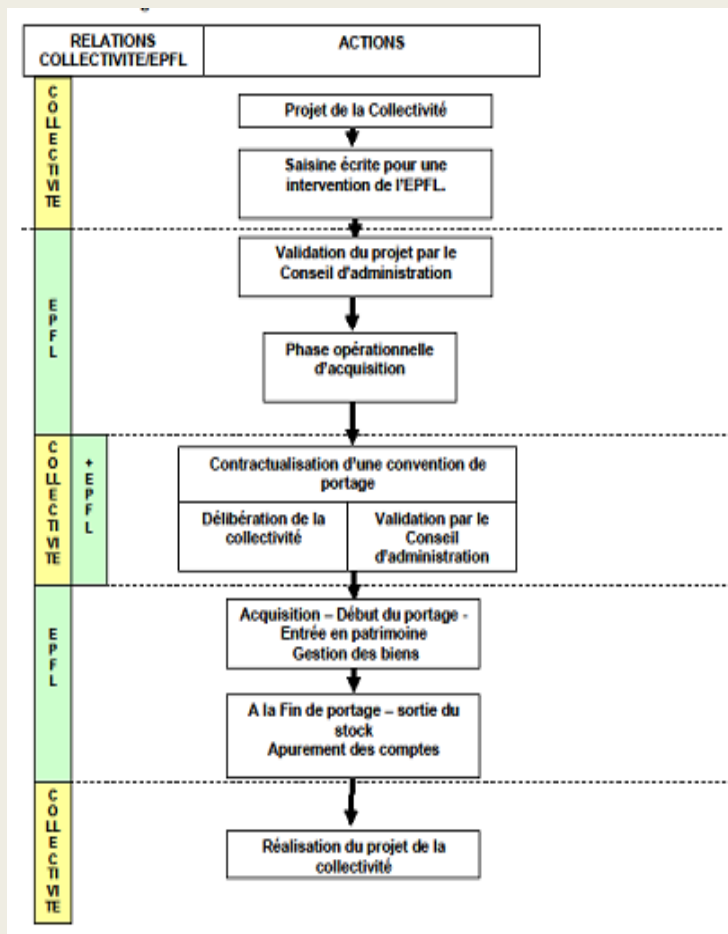 RELATIONS
COLLECTIVITE/EPFL
ACTIONS
COLLECTIVITE
Projet de la Collectivité
Saisine écrite pour une
intervention de l'EPFL.
EPFL
Validation du projet par le
Conseil d'administration
Phase opérationnelle
d'acquisition
COLLECTIVITE
+EPFL
Contractualisation d'une convention de
portage
Délibération de la
collectivité
Validation par le
Conseil
d'administration
EPFL
Acquisition – Début du portage -
Entrée en patrimoine
Gestion des biens
A la Fin de portage – sortie du
stock
Apurement des comptes
COLLECTIVITE
Réalisation du projet de la
collectivité